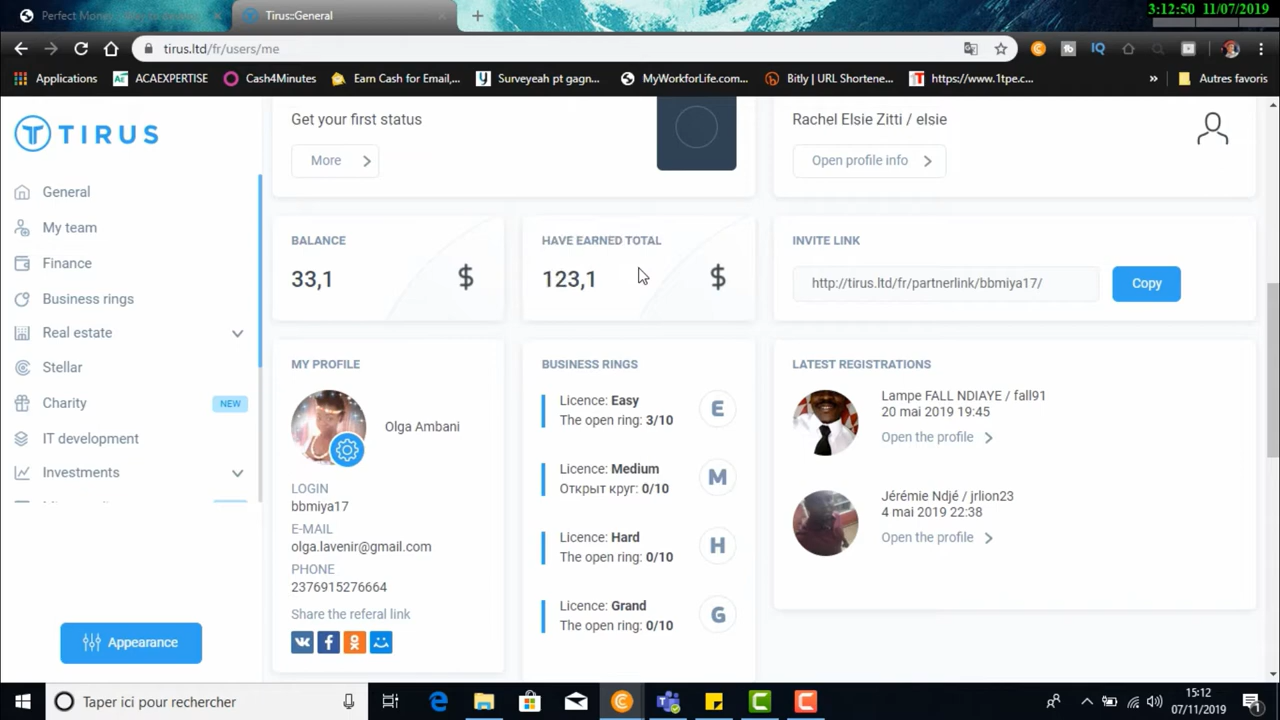 3:12:50 11/07/2019
Tirus::General
tirus.ltd/fr/users/me
Applications
ACAEXPERTISE
Cash4Minutes
Earn Cash for Email,...
Surveyeah pt gagn...
MyWorforLife.com...
Bitly | URL Shortene...
https://www.1tpe.c...
»
Autres favoris
TIRUS
General
My team
Finance
Business rings
Real estate
Stellar
Charity
NEW
IT development
Investments
Appearance
Get your first status
More
Rachel Elsie Zitti / elsie
Open profile info
BALANCE
33,1
$
HAVE EARNED TOTAL
123,1
$
INVITE LINK
http://tirus.ltd/fr/partnerlink/bbmiya17/
Copy
MY PROFILE
Olga Ambani
LOGIN
bbmiya17
E-MAIL
olga.lavenir@gmail.com
PHONE
2376915276664
Share the referal link
BUSINESS RINGS
Licence: Easy
The open ring: 3/10
E
Licence: Medium
Открыт круг: 0/10
M
Licence: Hard
The open ring: 0/10
H
Licence: Grand
The open ring: 0/10
G
LATEST REGISTRATIONS
Lampe FALL NDIAYE / fall91
20 mai 2019 19:45
Open the profile
Jérémie Ndjé / jrlion23
4 mai 2019 22:38
Open the profile
Taper ici pour rechercher
15:12
07/11/2019